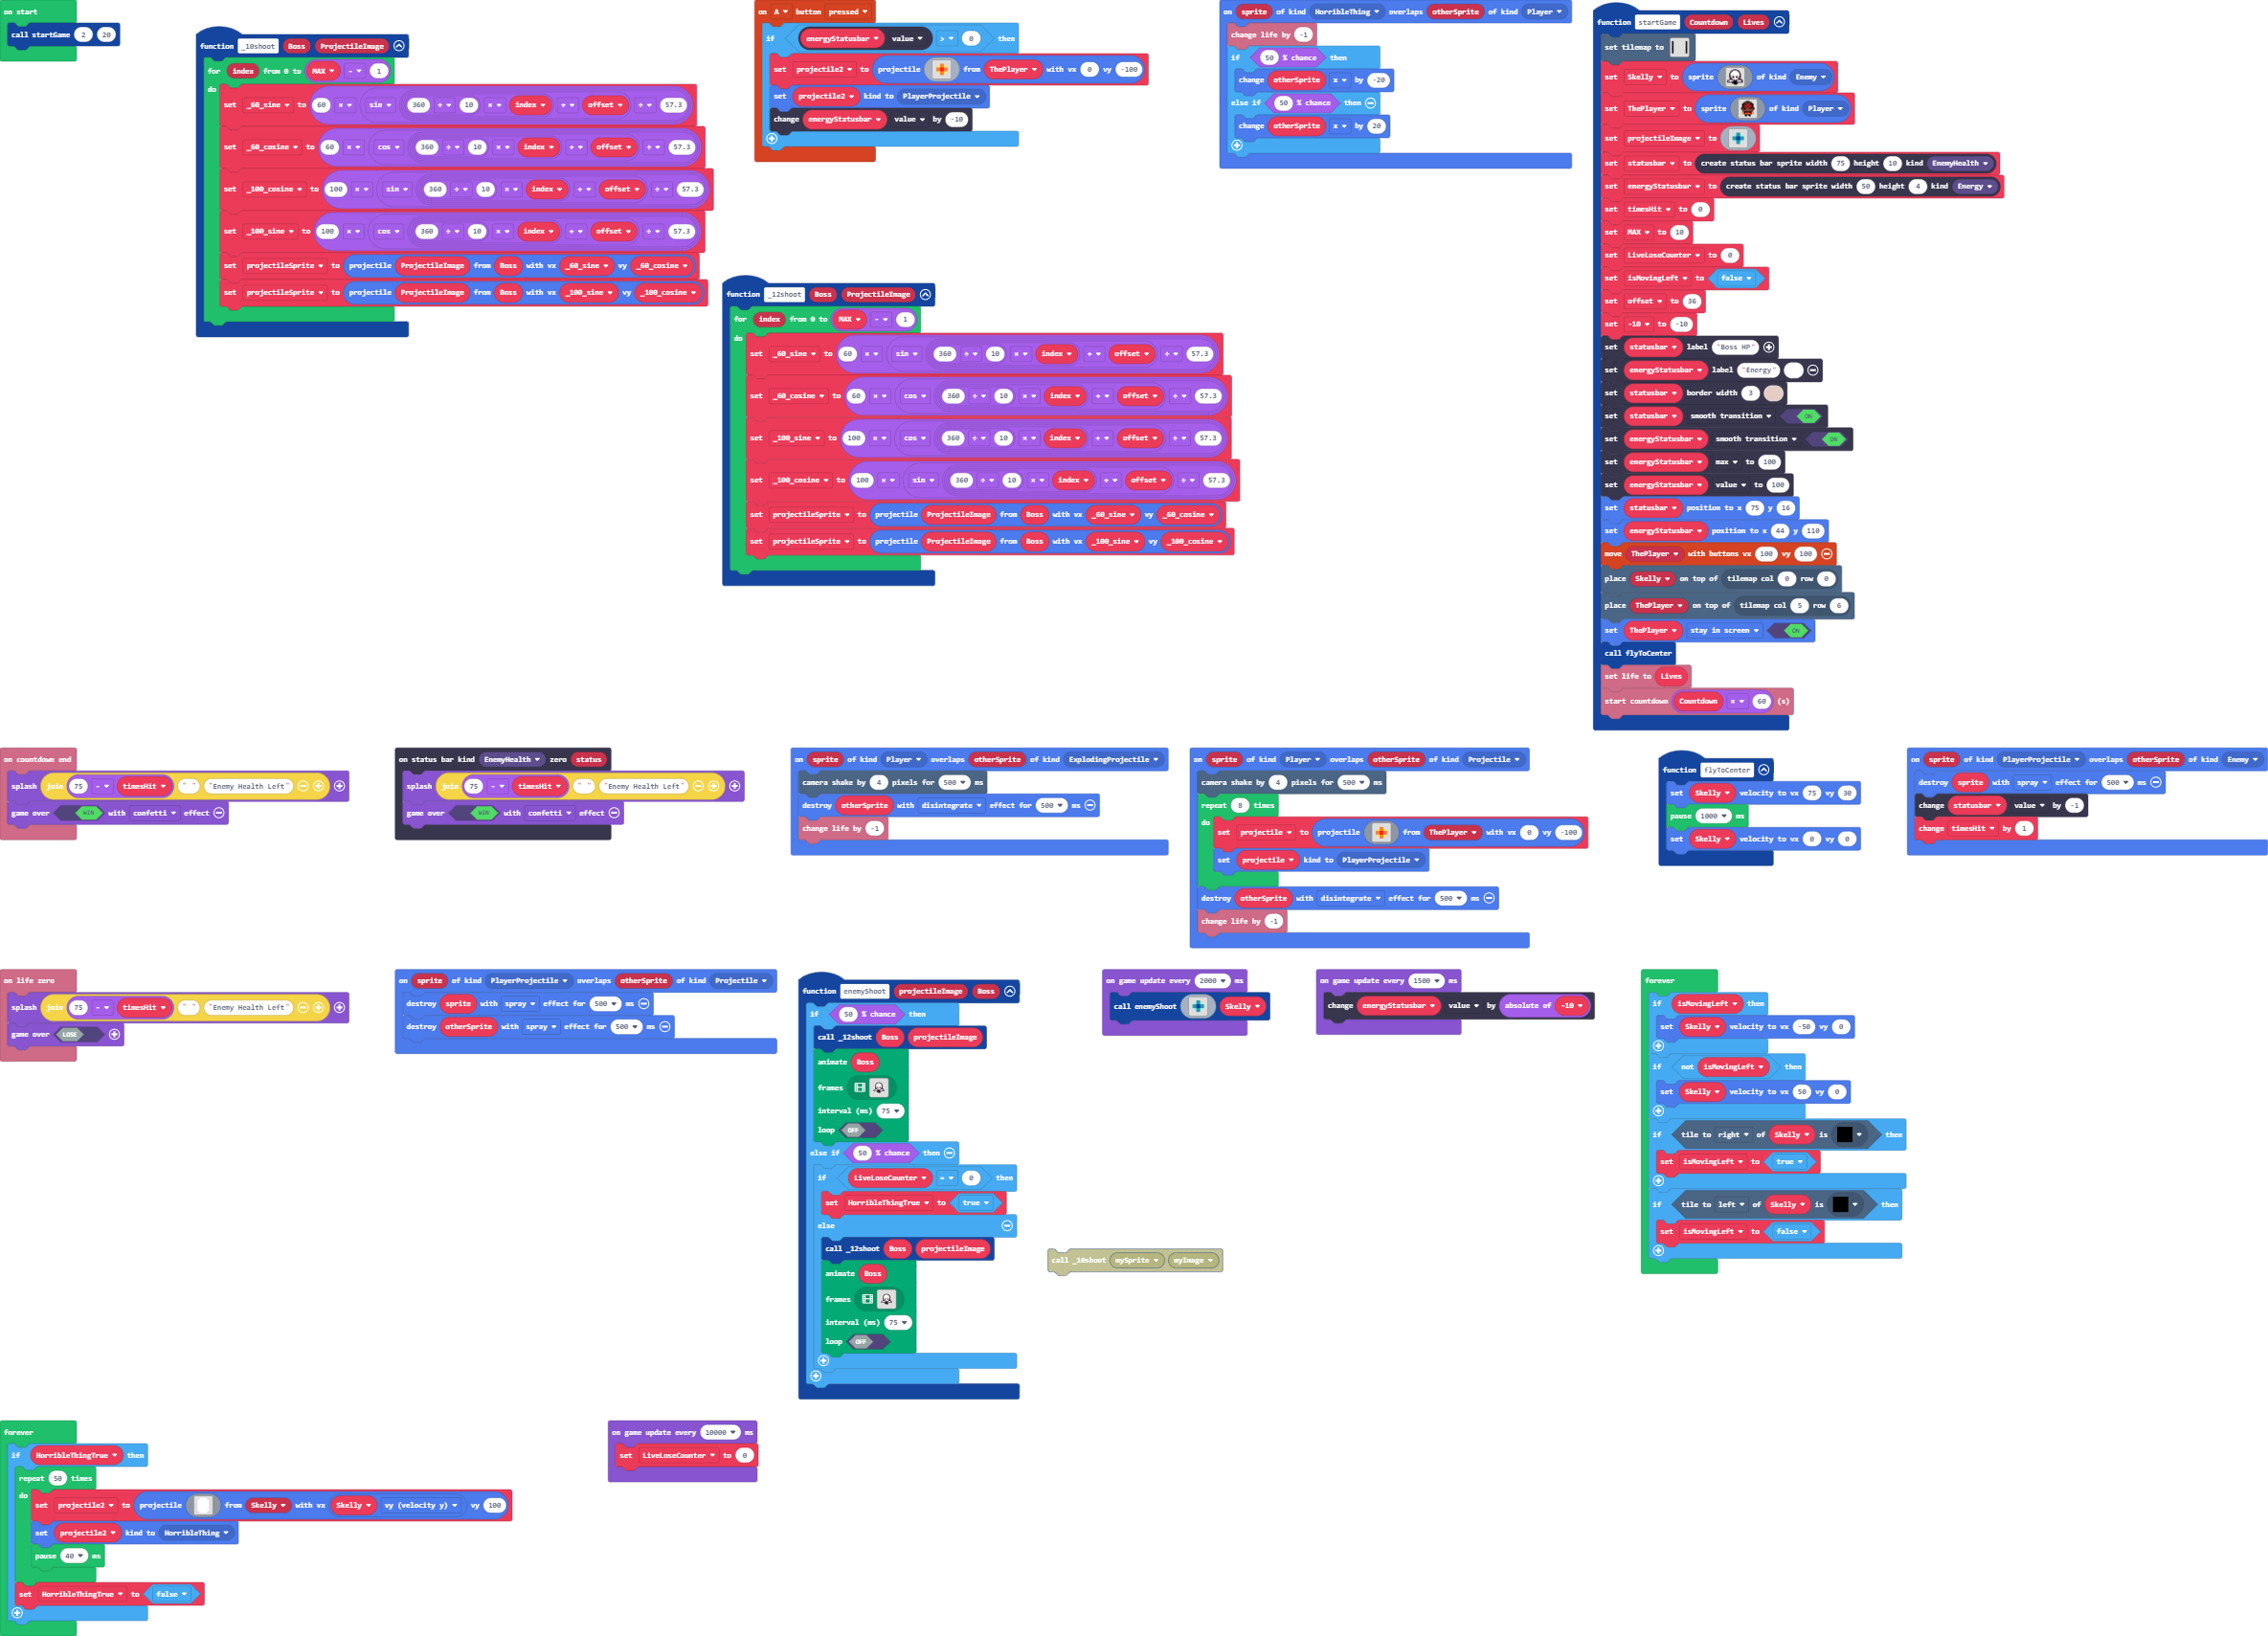 on start
call startGame 2 20
function _10shoot Boss ProjectileImage
for index from 0 to MAX - 1
do
set _60_sine to 60 × sin 360 ÷ 10 × index + offset ÷ 57.3
set _60_cosine to 60 × cos 360 ÷ 10 × index + offset ÷ 57.3
set _100_cosine to 100 × sin 360 ÷ 10 × index + offset ÷ 57.3
set _100_sine to 100 × cos 360 ÷ 10 × index + offset ÷ 57.3
set projectileSprite to projectile ProjectileImage from Boss with vx _60_sine vy _60_cosine
set projectileSprite to projectile ProjectileImage from Boss with vx _100_sine vy _100_cosine
on A button pressed
if energyStatusbar value > 0 then
set projectile2 to projectile from ThePlayer with vx 0 vy -100
set projectile2 kind to PlayerProjectile
change energyStatusbar value by -10
on sprite of kind HorribleThing overlaps otherSprite of kind Player
change life by -1
if 50 % chance then
change otherSprite x by -20
else if 50 % chance then
change otherSprite x by 20
function _12shoot Boss ProjectileImage
for index from 0 to MAX - 1
do
set _60_sine to 60 × sin 360 ÷ 10 × index + offset ÷ 57.3
set _60_cosine to 60 × cos 360 ÷ 10 × index + offset ÷ 57.3
set _100_sine to 100 × cos 360 ÷ 10 × index + offset ÷ 57.3
set _100_cosine to 100 × sin 360 ÷ 10 × index + offset ÷ 57.3
set projectileSprite to projectile ProjectileImage from Boss with vx _60_sine vy _60_cosine
set projectileSprite to projectile ProjectileImage from Boss with vx _100_sine vy _100_cosine
function startGame Countdown Lives
set tilemap to
set Skelly to sprite of kind Enemy
set ThePlayer to sprite of kind Player
set projectileImage to
set statusbar to create status bar sprite width 75 height 10 kind EnemyHealth
set energyStatusbar to create status bar sprite width 50 height 4 kind Energy
set timesHit to 0
set MAX to 10
set LiveLoseCounter to 0
set isMovingLeft to false
set offset to 36
set -10 to -10
set statusbar label "Boss HP"
set energyStatusbar label "Energy"
set statusbar border width 3
set statusbar smooth transition ON
set energyStatusbar smooth transition ON
set energyStatusbar max to 100
set energyStatusbar value to 100
set statusbar position to x 75 y 16
set energyStatusbar position to x 44 y 110
move ThePlayer with buttons vx 100 vy 100
place Skelly on top of tilemap col 0 row 0
place ThePlayer on top of tilemap col 5 row 6
set ThePlayer stay in screen ON
call flyToCenter
set life to Lives
start countdown Countdown × 60 (s)
on countdown end
splash join 75 - timesHit " " "Enemy Health Left"
game over WIN with confetti effect
on status bar kind EnemyHealth zero status
splash join 75 - timesHit " " "Enemy Health Left"
game over WIN with confetti effect
on sprite of kind Player overlaps otherSprite of kind ExplodingProjectile
camera shake by 4 pixels for 500 ms
destroy otherSprite with disintegrate effect for 500 ms
change life by -1
on sprite of kind Player overlaps otherSprite of kind Projectile
camera shake by 4 pixels for 500 ms
repeat 8 times
do
set projectile to projectile from ThePlayer with vx 0 vy -100
set projectile kind to PlayerProjectile
destroy otherSprite with disintegrate effect for 500 ms
change life by -1
function flyToCenter
set Skelly velocity to vx 75 vy 30
pause 1000 ms
set Skelly velocity to vx 0 vy 0
on sprite of kind PlayerProjectile overlaps otherSprite of kind Enemy
destroy sprite with spray effect for 500 ms
change statusbar value by -1
change timesHit by 1
on life zero
splash join 75 - timesHit " " "Enemy Health Left"
game over LOSE
on sprite of kind PlayerProjectile overlaps otherSprite of kind Projectile
destroy sprite with spray effect for 500 ms
destroy otherSprite with spray effect for 500 ms
function enemyShoot projectileImage Boss
if 50 % chance then
call _12shoot Boss projectileImage
animate Boss
frames
interval (ms) 75
loop OFF
else if 50 % chance then
if LiveLoseCounter = 0 then
set HorribleThingTrue to true
else
call _12shoot Boss projectileImage
animate Boss
frames
interval (ms) 75
loop OFF
on game update every 2000 ms
call enemyShoot Skelly
on game update every 1500 ms
change energyStatusbar value by absolute of -10
call _10shoot mySprite myImage
forever
if isMovingLeft then
set Skelly velocity to vx -50 vy 0
if not isMovingLeft then
set Skelly velocity to vx 50 vy 0
if tile to right of Skelly is then
set isMovingLeft to true
if tile to left of Skelly is then
set isMovingLeft to false
forever
if HorribleThingTrue then
repeat 50 times
do
set projectile2 to projectile from Skelly with vx Skelly vy (velocity y) vy 100
set projectile2 kind to HorribleThing
pause 40 ms
set HorribleThingTrue to false
on game update every 10000 ms
set LiveLoseCounter to 0